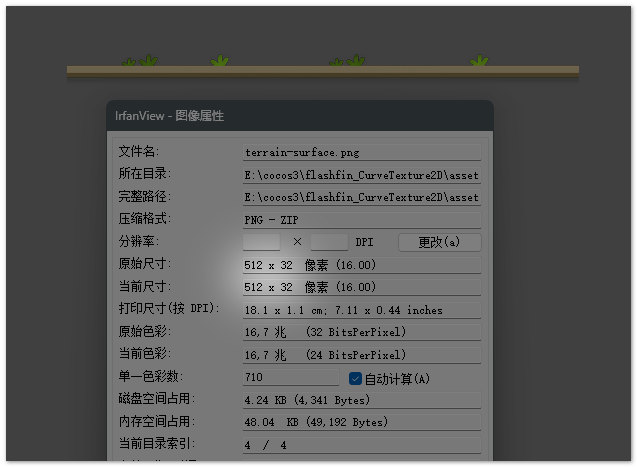 IrfanView - 图像属性
文件名: terrain-surface.png
所在目录: E:\cocos3\flashfin_CurveTexture2D\asset
完整路径: E:\cocos3\flashfin_CurveTexture2D\asset
压缩格式: PNG - ZIP
分辨率: × DPI 更改(a)
原始尺寸: 512 x 32 像素 (16.00)
当前尺寸: 512 x 32 像素 (16.00)
打印尺寸(按 DPI): 18.1 x 1.1 cm; 7.11 x 0.44 inches
原始色彩: 16,7 兆 (32 BitsPerPixel)
当前色彩: 16,7 兆 (24 BitsPerPixel)
单一色彩数: 710 自动计算(A)
磁盘空间占用: 4.24 KB (4,341 Bytes)
内存空间占用: 48.04 KB (49,192 Bytes)
当前目录索引: 4 / 4